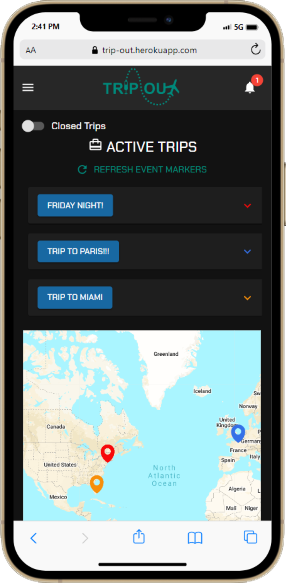 2:41 PM
5G
AA
trip-out.herokuapp.com
TRIP OUT
1
Closed Trips
ACTIVE TRIPS
REFRESH EVENT MARKERS
FRIDAY NIGHT!
TRIP TO PARIS!!!
TRIP TO MIAMI
Greenland
Iceland
Norway
Canada
United
Kingdom
German
France
United States
Spain
Italy
North
Atlantic
Ocean
Algeria
Mexico
Mali
Niger